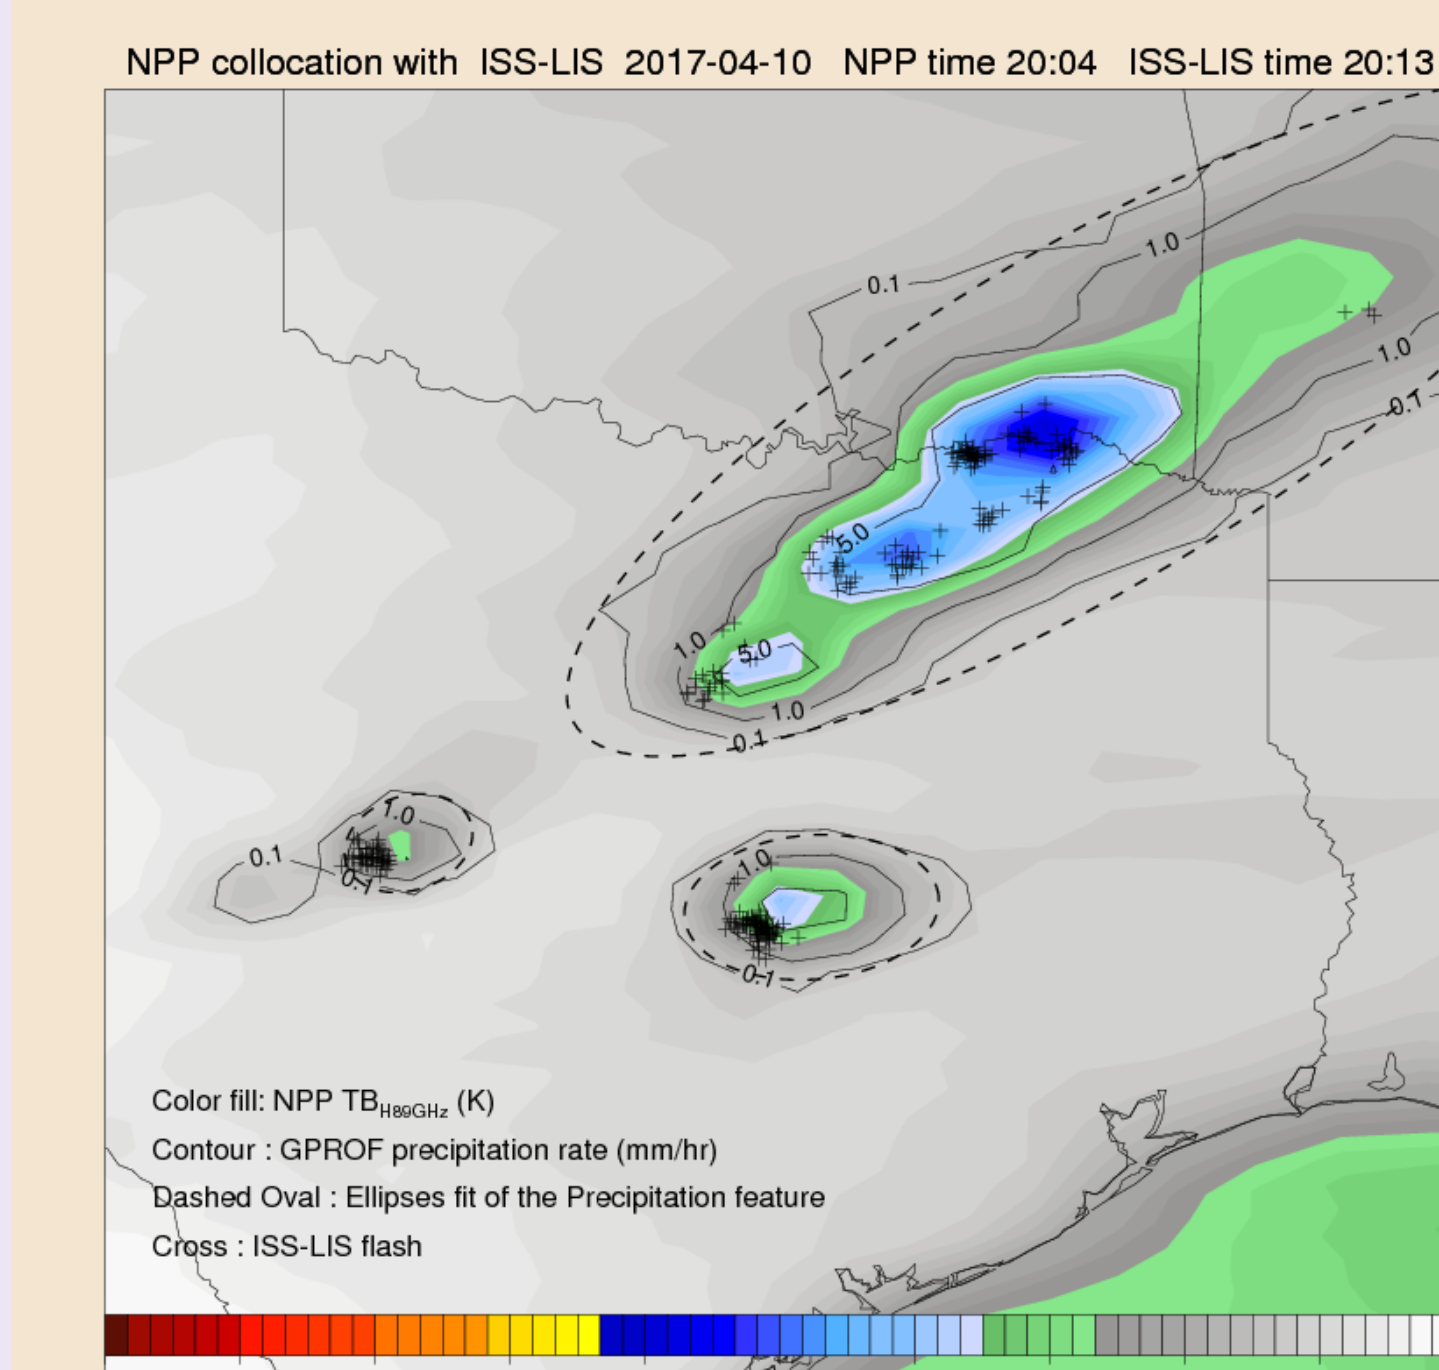 NPP collocation with ISS-LIS 2017-04-10 NPP time 20:04 ISS-LIS time 20:13
1.0
0.1
1.0
0.1
5.0
1.0
5.0
1.0
0.1
1.0
0.1
0.1
1.0
0.1
Color fill: NPP TBH89GHz (K)
Contour : GPROF precipitation rate (mm/hr)
Dashed Oval : Ellipses fit of the Precipitation feature
Cross : ISS-LIS flash